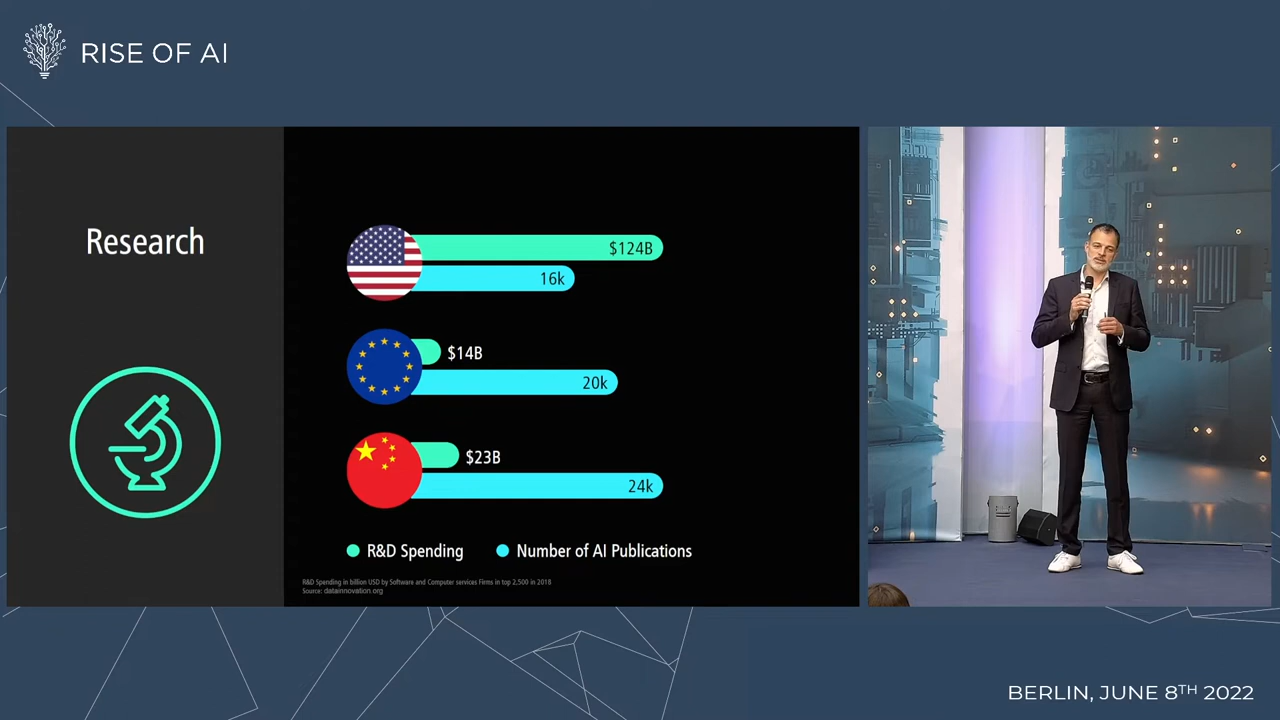 RISE OF AI
Research
$124B
16k
$14B
20k
$23B
24k
R&D Spending
Number of AI Publications
R&D Spending in billion USD by Software and Computer services Firms in top 2,500 in 2018
Source: datainnovation.org
BERLIN, JUNE 8TH 2022